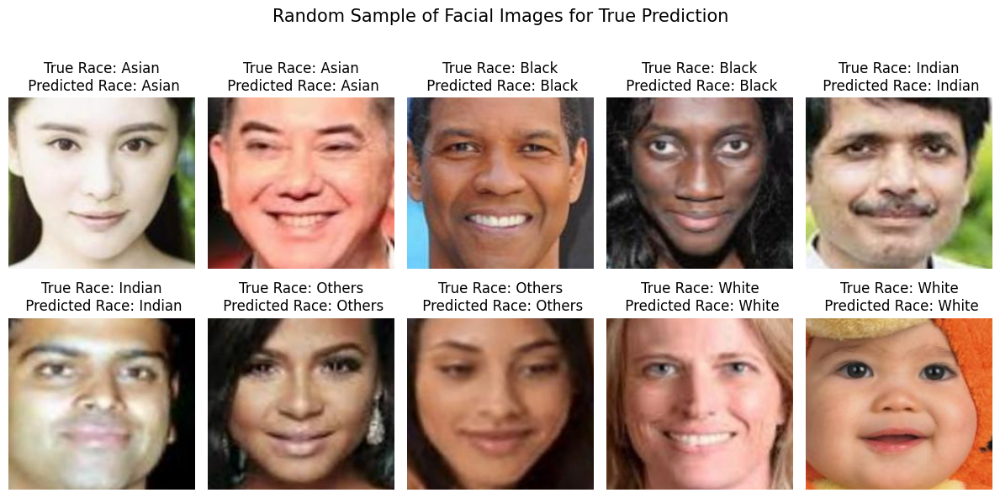 Random Sample of Facial Images for True Prediction
True Race: Asian
Predicted Race: Asian
True Race: Asian
Predicted Race: Asian
True Race: Black
Predicted Race: Black
True Race: Black
Predicted Race: Black
True Race: Indian
Predicted Race: Indian
True Race: Indian
Predicted Race: Indian
True Race: Others
Predicted Race: Others
True Race: Others
Predicted Race: Others
True Race: White
Predicted Race: White
True Race: White
Predicted Race: White